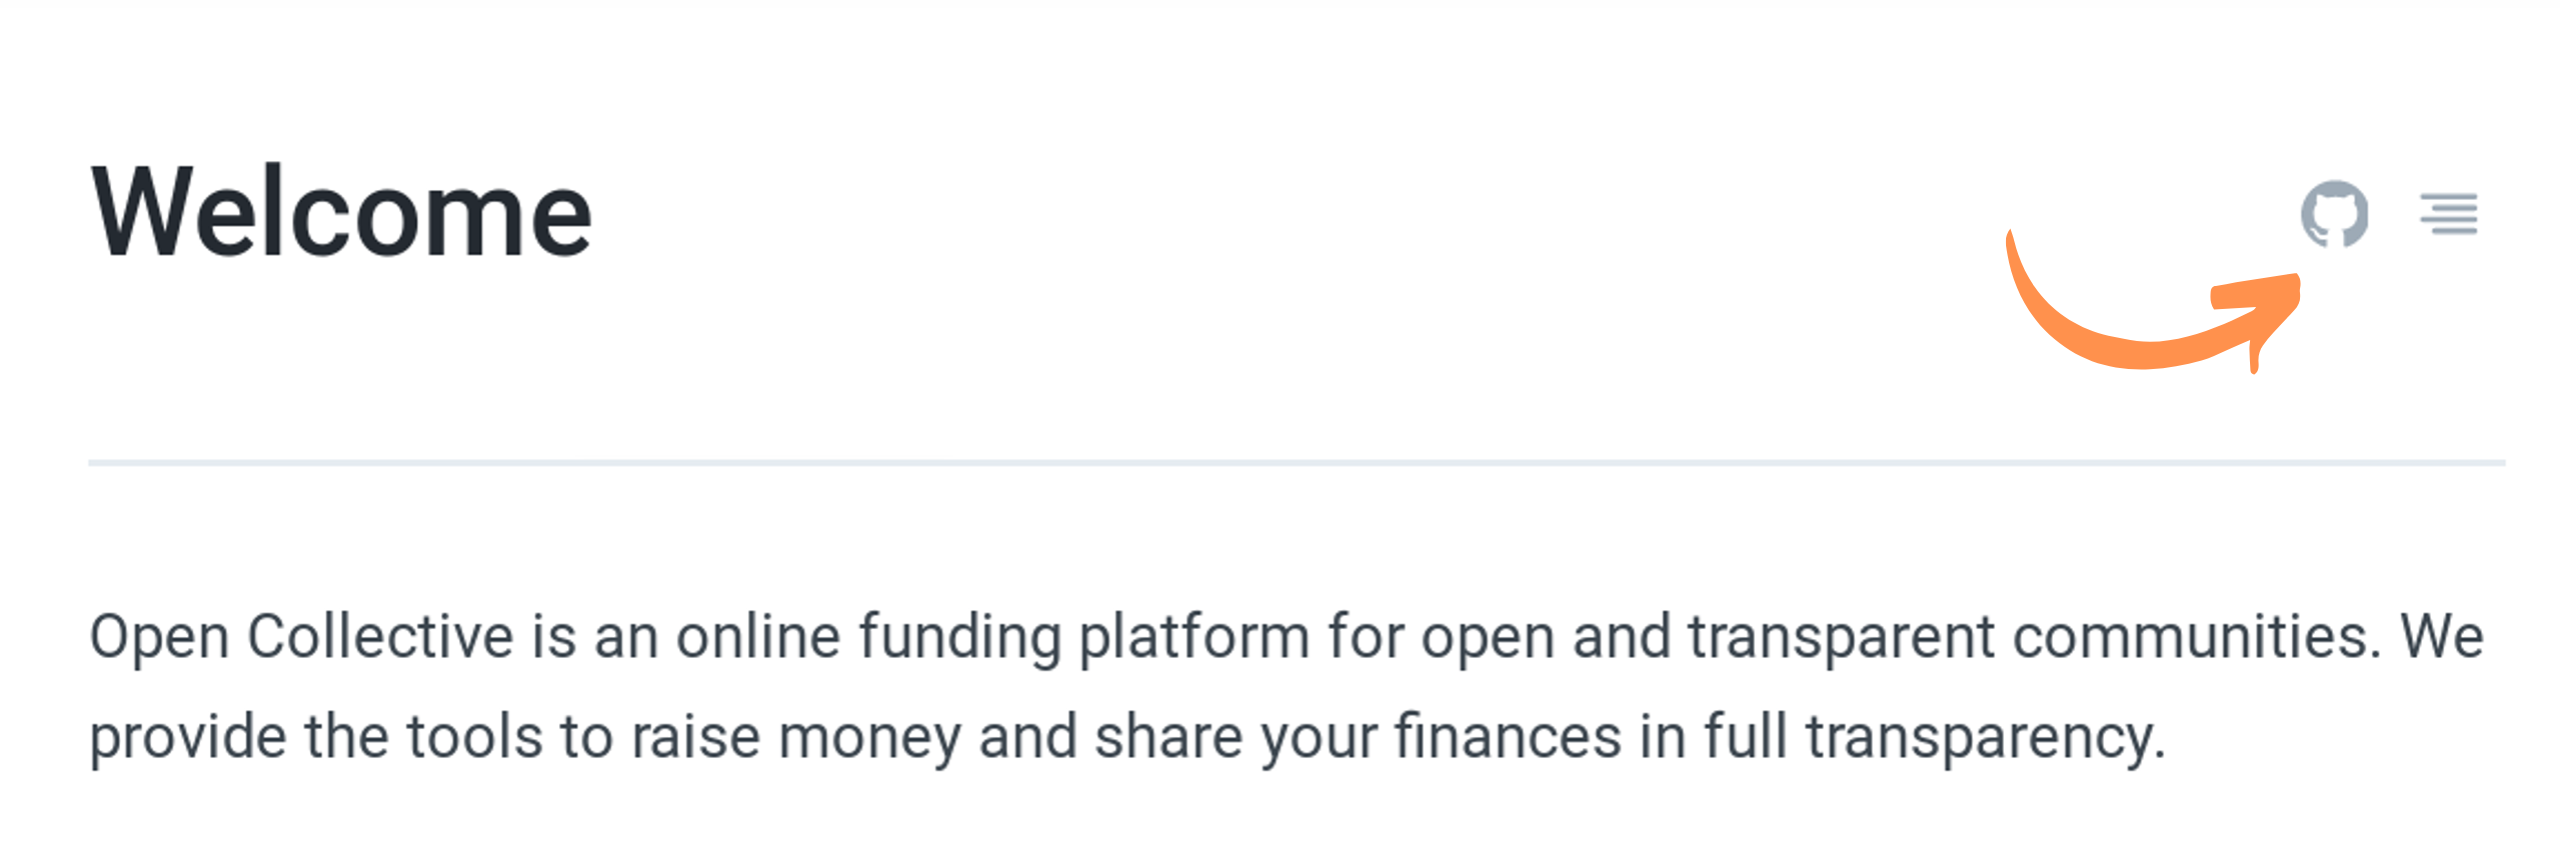 Welcome
Open Collective is an online funding platform for open and transparent communities. We
provide the tools to raise money and share your finances in full transparency.